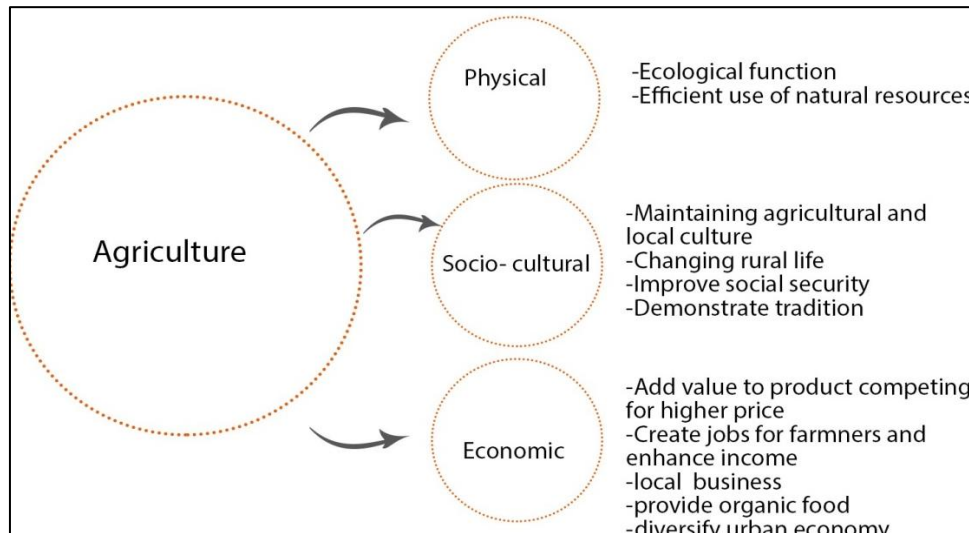 Agriculture
Physical
-Ecological function
-Efficient use of natural resources
Socio- cultural
-Maintaining agricultural and
local culture
-Changing rural life
-Improve social security
-Demonstrate tradition
Economic
-Add value to product competing
for higher price
-Create jobs for farmners and
enhance income
-local business
-provide organic food
-diversify urban economy